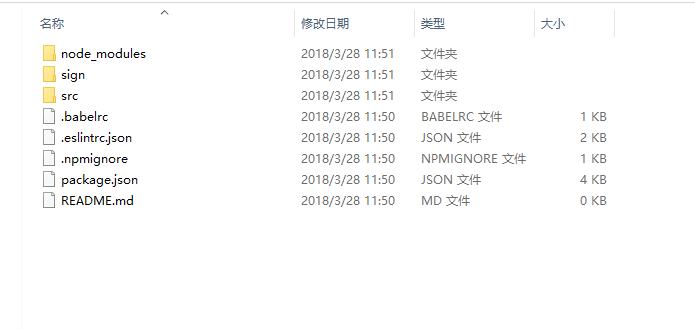 名称 修改日期 类型 大小
node_modules 2018/3/28 11:51 文件夹
sign 2018/3/28 11:51 文件夹
src 2018/3/28 11:51 文件夹
.babelrc 2018/3/28 11:50 BABELRC 文件 1 KB
.eslintrc.json 2018/3/28 11:50 JSON 文件 2 KB
.npmignore 2018/3/28 11:50 NPMIGNORE 文件 1 KB
package.json 2018/3/28 11:50 JSON 文件 4 KB
README.md 2018/3/28 11:50 MD 文件 0 KB